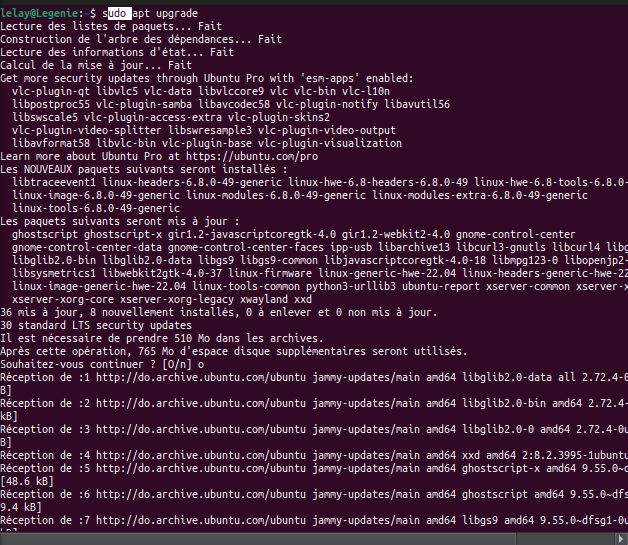 lelay@Legenie:~$ sudo apt upgrade
Lecture des listes de paquets... Fait
Construction de l'arbre des dépendances... Fait
Lecture des informations d'état... Fait
Calcul de la mise à jour... Fait
Get more security updates through Ubuntu Pro with 'esm-apps' enabled:
  vlc-plugin-qt libvlc5 vlc-data libvlccore9 vlc vlc-bin vlc-l10n
  libpostproc55 vlc-plugin-samba libavcodec58 vlc-plugin-notify libavutil56
  libswscale5 vlc-plugin-access-extra vlc-plugin-skins2
  vlc-plugin-video-splitter libswresample3 vlc-plugin-video-output
  libavformat58 libvlc-bin vlc-plugin-base vlc-plugin-visualization
Learn more about Ubuntu Pro at https://ubuntu.com/pro
Les NOUVEAUX paquets suivants seront installés :
  libtraceevent1 linux-headers-6.8.0-49-generic linux-hwe-6.8-headers-6.8.0-49 linux-hwe-6.8-tools-6.8.0-
  linux-image-6.8.0-49-generic linux-modules-6.8.0-49-generic linux-modules-extra-6.8.0-49-generic
  linux-tools-6.8.0-49-generic
Les paquets suivants seront mis à jour :
  ghostscript ghostscript-x gir1.2-javascriptcoregtk-4.0 gir1.2-webkit2-4.0 gnome-control-center
  gnome-control-center-data gnome-control-center-faces ipp-usb libarchive13 libcurl3-gnutls libcurl4 libg
  libglib2.0-bin libglib2.0-data libgs9 libgs9-common libjavascriptcoregtk-4.0-18 libmpg123-0 libopenjp2-
  libsysmetrics1 libwebkit2gtk-4.0-37 linux-firmware linux-generic-hwe-22.04 linux-headers-generic-hwe-22
  linux-image-generic-hwe-22.04 linux-tools-common python3-urllib3 ubuntu-report xserver-common xserver-x
  xserver-xorg-core xserver-xorg-legacy xwayland xxd
36 mis à jour, 8 nouvellement installés, 0 à enlever et 0 non mis à jour.
30 standard LTS security updates
Il est nécessaire de prendre 510 Mo dans les archives.
Après cette opération, 765 Mo d'espace disque supplémentaires seront utilisés.
Souhaitez-vous continuer ? [O/n] o
Réception de :1 http://do.archive.ubuntu.com/ubuntu jammy-updates/main amd64 libglib2.0-data all 2.72.4-0
B]
Réception de :2 http://do.archive.ubuntu.com/ubuntu jammy-updates/main amd64 libglib2.0-bin amd64 2.72.4-
kB]
Réception de :3 http://do.archive.ubuntu.com/ubuntu jammy-updates/main amd64 libglib2.0-0 amd64 2.72.4-0u
B]
Réception de :4 http://do.archive.ubuntu.com/ubuntu jammy-updates/main amd64 xxd amd64 2:8.2.3995-1ubuntu
Réception de :5 http://do.archive.ubuntu.com/ubuntu jammy-updates/main amd64 ghostscript-x amd64 9.55.0~d
[48.6 kB]
Réception de :6 http://do.archive.ubuntu.com/ubuntu jammy-updates/main amd64 ghostscript amd64 9.55.0~dfs
9.4 kB]
Réception de :7 http://do.archive.ubuntu.com/ubuntu jammy-updates/main amd64 libgs9 amd64 9.55.0~dfsg1-0u
kB]